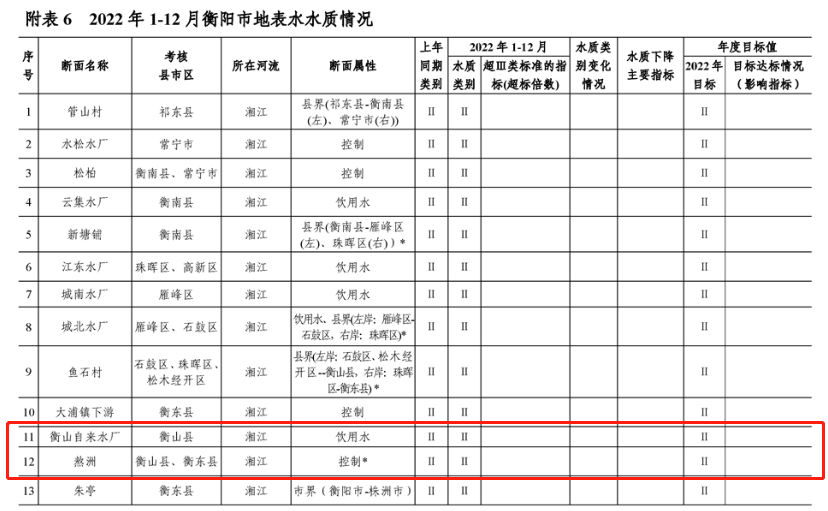 附表 6 2022 年 1-12 月衡阳市地表水水质情况
序号 断面名称 考核县市区 所在河流 断面属性 上年同期类别 2022 年 1-12 月 水质类别变化情况 水质下降主要指标 年度目标值
水质类别 超Ⅲ类标准的指标(超标倍数) 2022 年目标 目标达标情况（影响指标）
1 管山村 祁东县 湘江 县界(祁东县-衡南县(左)、常宁市(右)) II II II
2 水松水厂 常宁市 湘江 控制 II II II
3 松柏 衡南县、常宁市 湘江 控制 II II II
4 云集水厂 衡南县 湘江 饮用水 II II II
5 新塘铺 衡南县 湘江 县界(衡南县-雁峰区(左)、珠晖区(右))* II II II
6 江东水厂 珠晖区、高新区 湘江 饮用水 II II II
7 城南水厂 雁峰区 湘江 饮用水 II II II
8 城北水厂 雁峰区、石鼓区 湘江 饮用水、县界(左岸: 雁峰区-石鼓区, 右岸: 珠晖区)* II II II
9 鱼石村 石鼓区、珠晖区、松木经开区 湘江 县界(左岸: 石鼓区、松木经开区--衡山县, 右岸: 珠晖区-衡东县)* II II II
10 大浦镇下游 衡东县 湘江 控制 II II II
11 衡山自来水厂 衡山县 湘江 饮用水 II II II
12 熬洲 衡山县、衡东县 湘江 控制* II II II
13 朱亭 衡东县 湘江 市界（衡阳市-株洲市） II II II